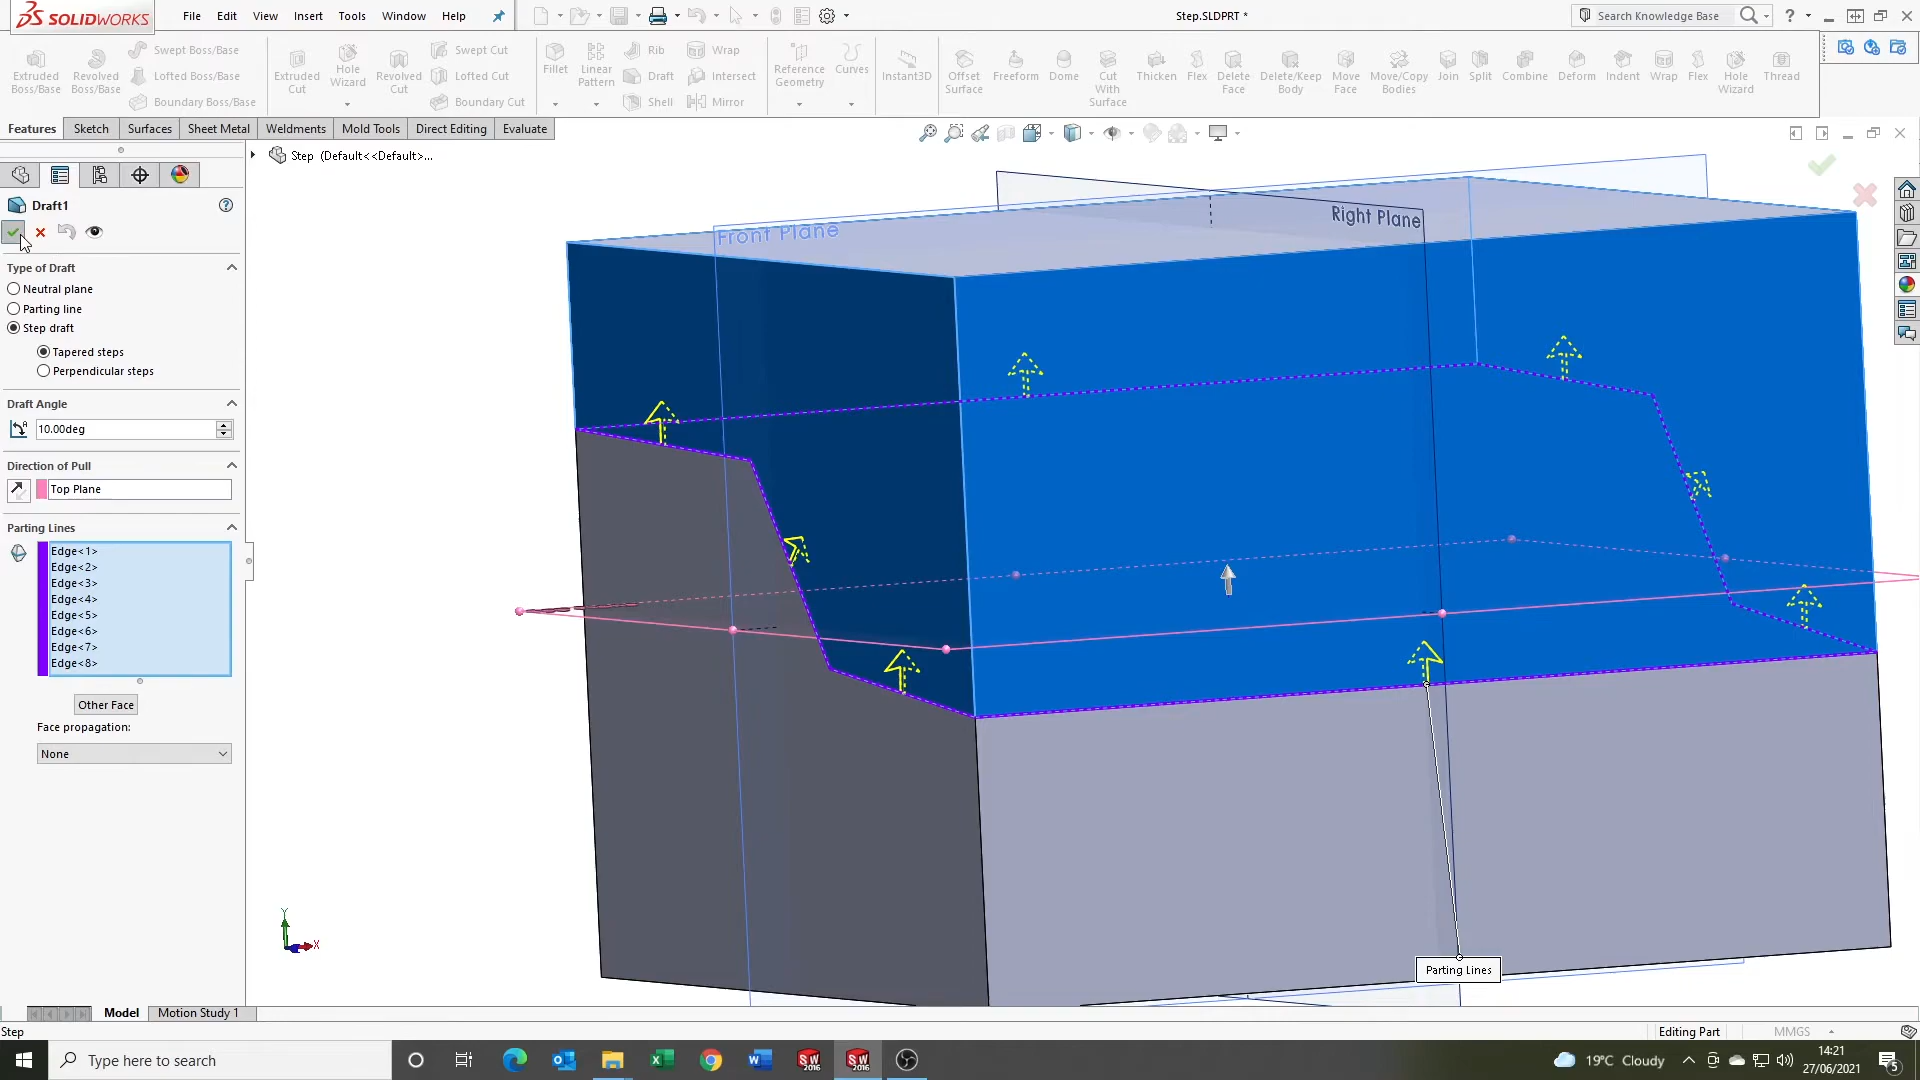 SOLIDWORKS
File Edit View Insert Tools Window Help
Step.SLDPRT *
Search Knowledge Base
?
Extruded Boss/Base
Revolved Boss/Base
Swept Boss/Base
Lofted Boss/Base
Boundary Boss/Base
Extruded Cut
Hole Wizard
Revolved Cut
Swept Cut
Lofted Cut
Boundary Cut
Fillet
Linear Pattern
Rib
Draft
Shell
Wrap
Intersect
Mirror
Reference Geometry
Curves
Instant3D
Offset Surface
Freeform
Dome
Cut With Surface
Thicken
Flex
Delete Face
Delete/Keep Body
Move Face
Move/Copy Bodies
Join
Split
Combine
Deform
Indent
Wrap
Flex
Hole Wizard
Thread
Features Sketch Surfaces Sheet Metal Weldments Mold Tools Direct Editing Evaluate
Step (Default<<Default>...
Draft1
Type of Draft
Neutral plane
Parting line
Step draft
Tapered steps
Perpendicular steps
Draft Angle
10.00deg
Direction of Pull
Top Plane
Parting Lines
Edge<1>
Edge<2>
Edge<3>
Edge<4>
Edge<5>
Edge<6>
Edge<7>
Edge<8>
Other Face
Face propagation:
None
Front Plane
Right Plane
Parting Lines
Y
X
Model Motion Study 1
Step
Editing Part
MMGS
Type here to search
SW 2016
SW 2016
19°C Cloudy
14:21
27/06/2021
5